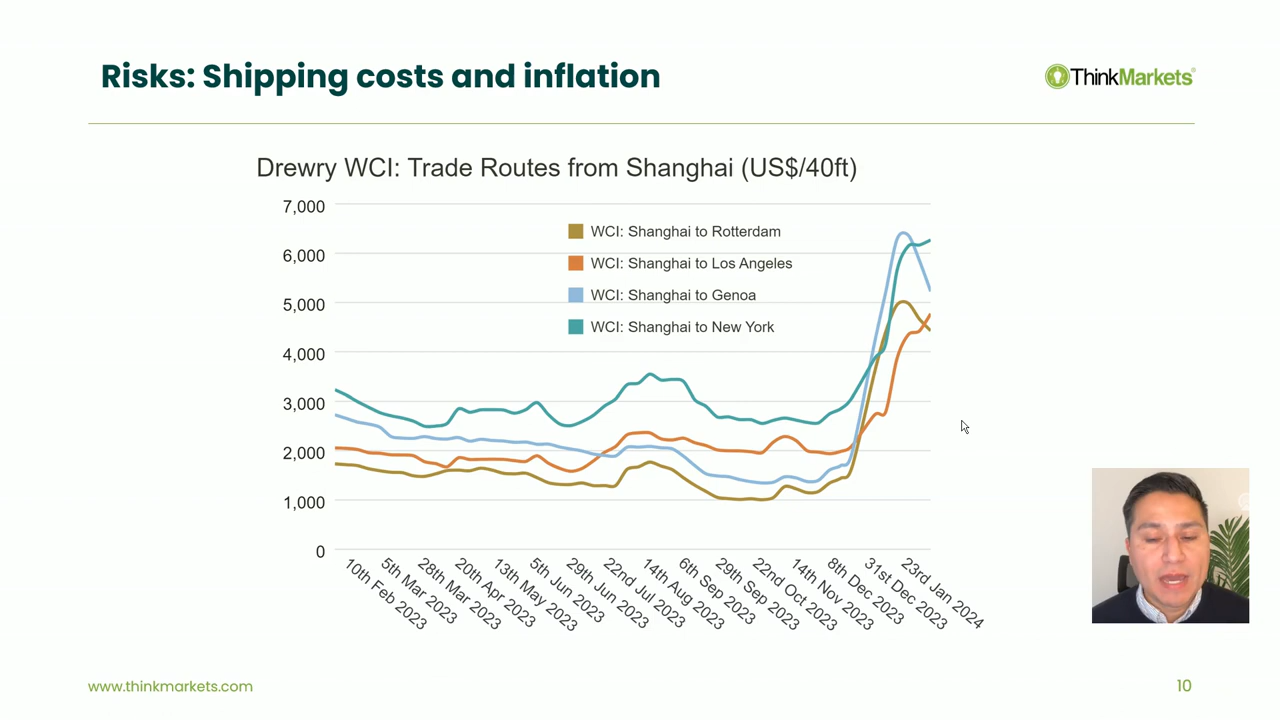 Risks: Shipping costs and inflation
ThinkMarkets®
Drewry WCI: Trade Routes from Shanghai (US$/40ft)
7,000
6,000
5,000
4,000
3,000
2,000
1,000
0
WCI: Shanghai to Rotterdam
WCI: Shanghai to Los Angeles
WCI: Shanghai to Genoa
WCI: Shanghai to New York
10th Feb 2023
5th Mar 2023
28th Mar 2023
20th Apr 2023
13th May 2023
5th Jun 2023
29th Jun 2023
22nd Jul 2023
14th Aug 2023
6th Sep 2023
29th Sep 2023
22nd Oct 2023
14th Nov 2023
8th Dec 2023
31st Dec 2023
23rd Jan 2024
www.thinkmarkets.com
10